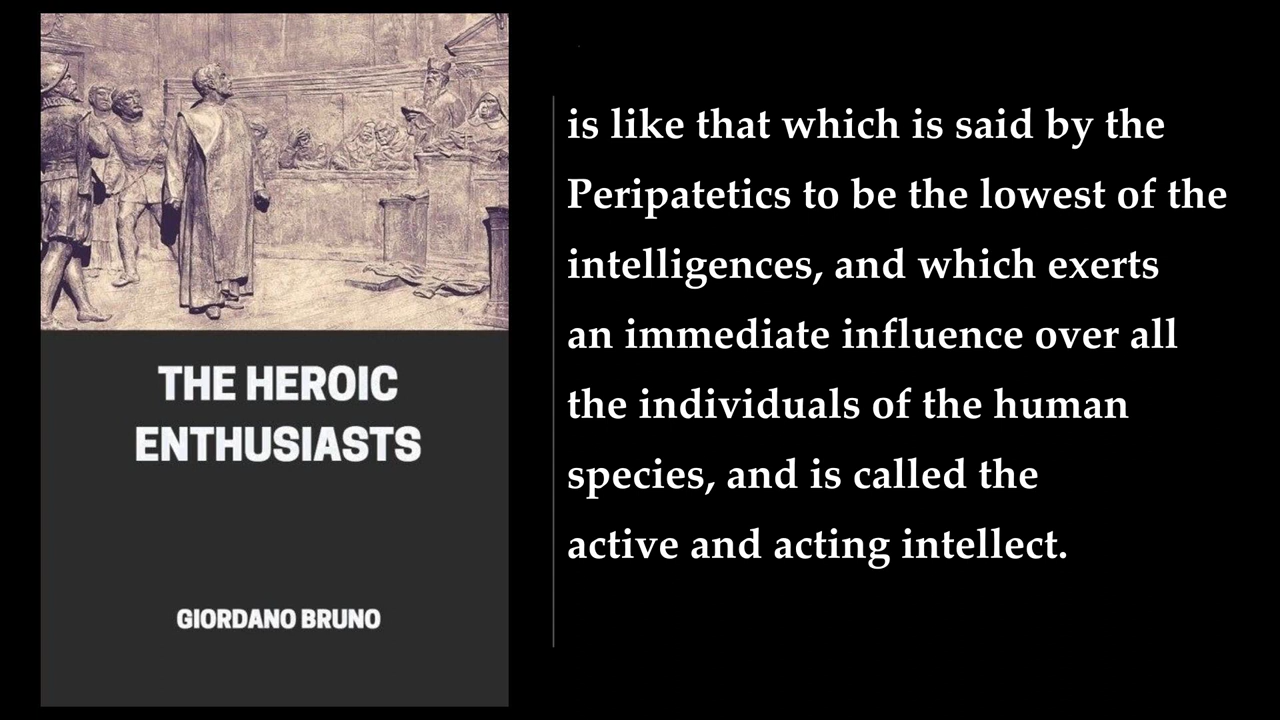 THE HEROIC
ENTHUSIASTS
GIORDANO BRUNO
is like that which is said by the
Peripatetics to be the lowest of the
intelligences, and which exerts
an immediate influence over all
the individuals of the human
species, and is called the
active and acting intellect.